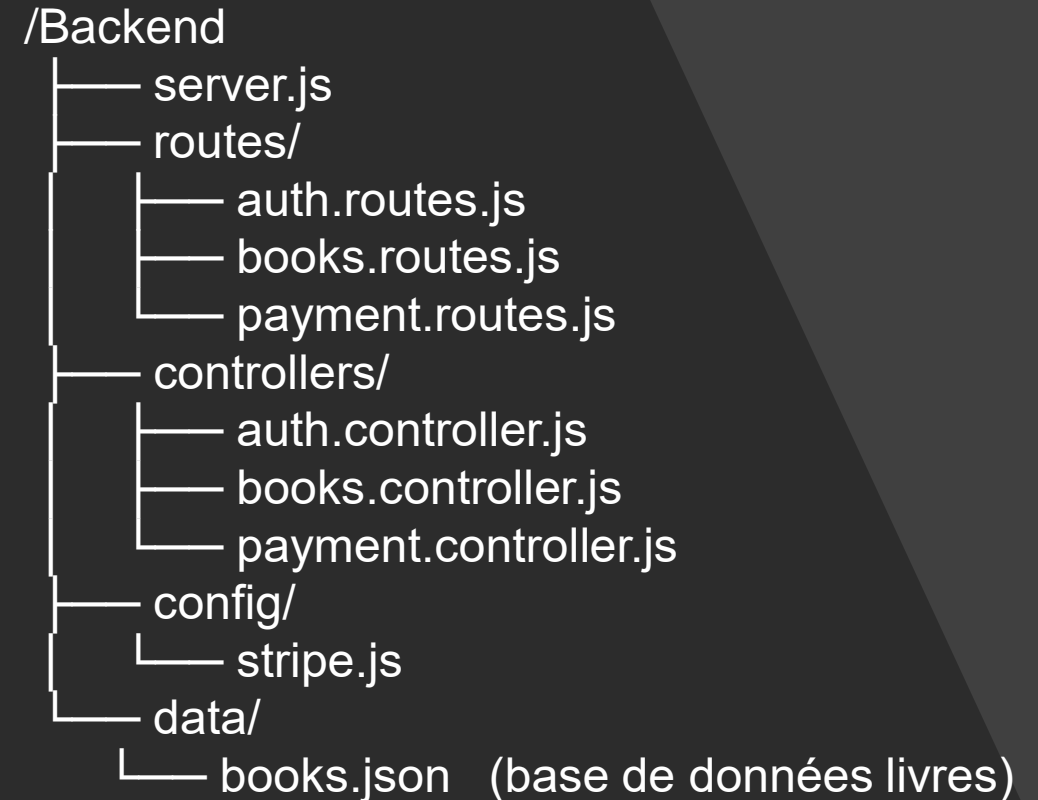 /Backend
├── server.js
├── routes/
│   ├── auth.routes.js
│   ├── books.routes.js
│   └── payment.routes.js
├── controllers/
│   ├── auth.controller.js
│   ├── books.controller.js
│   └── payment.controller.js
├── config/
│   └── stripe.js
└── data/
    └── books.json   (base de données livres)